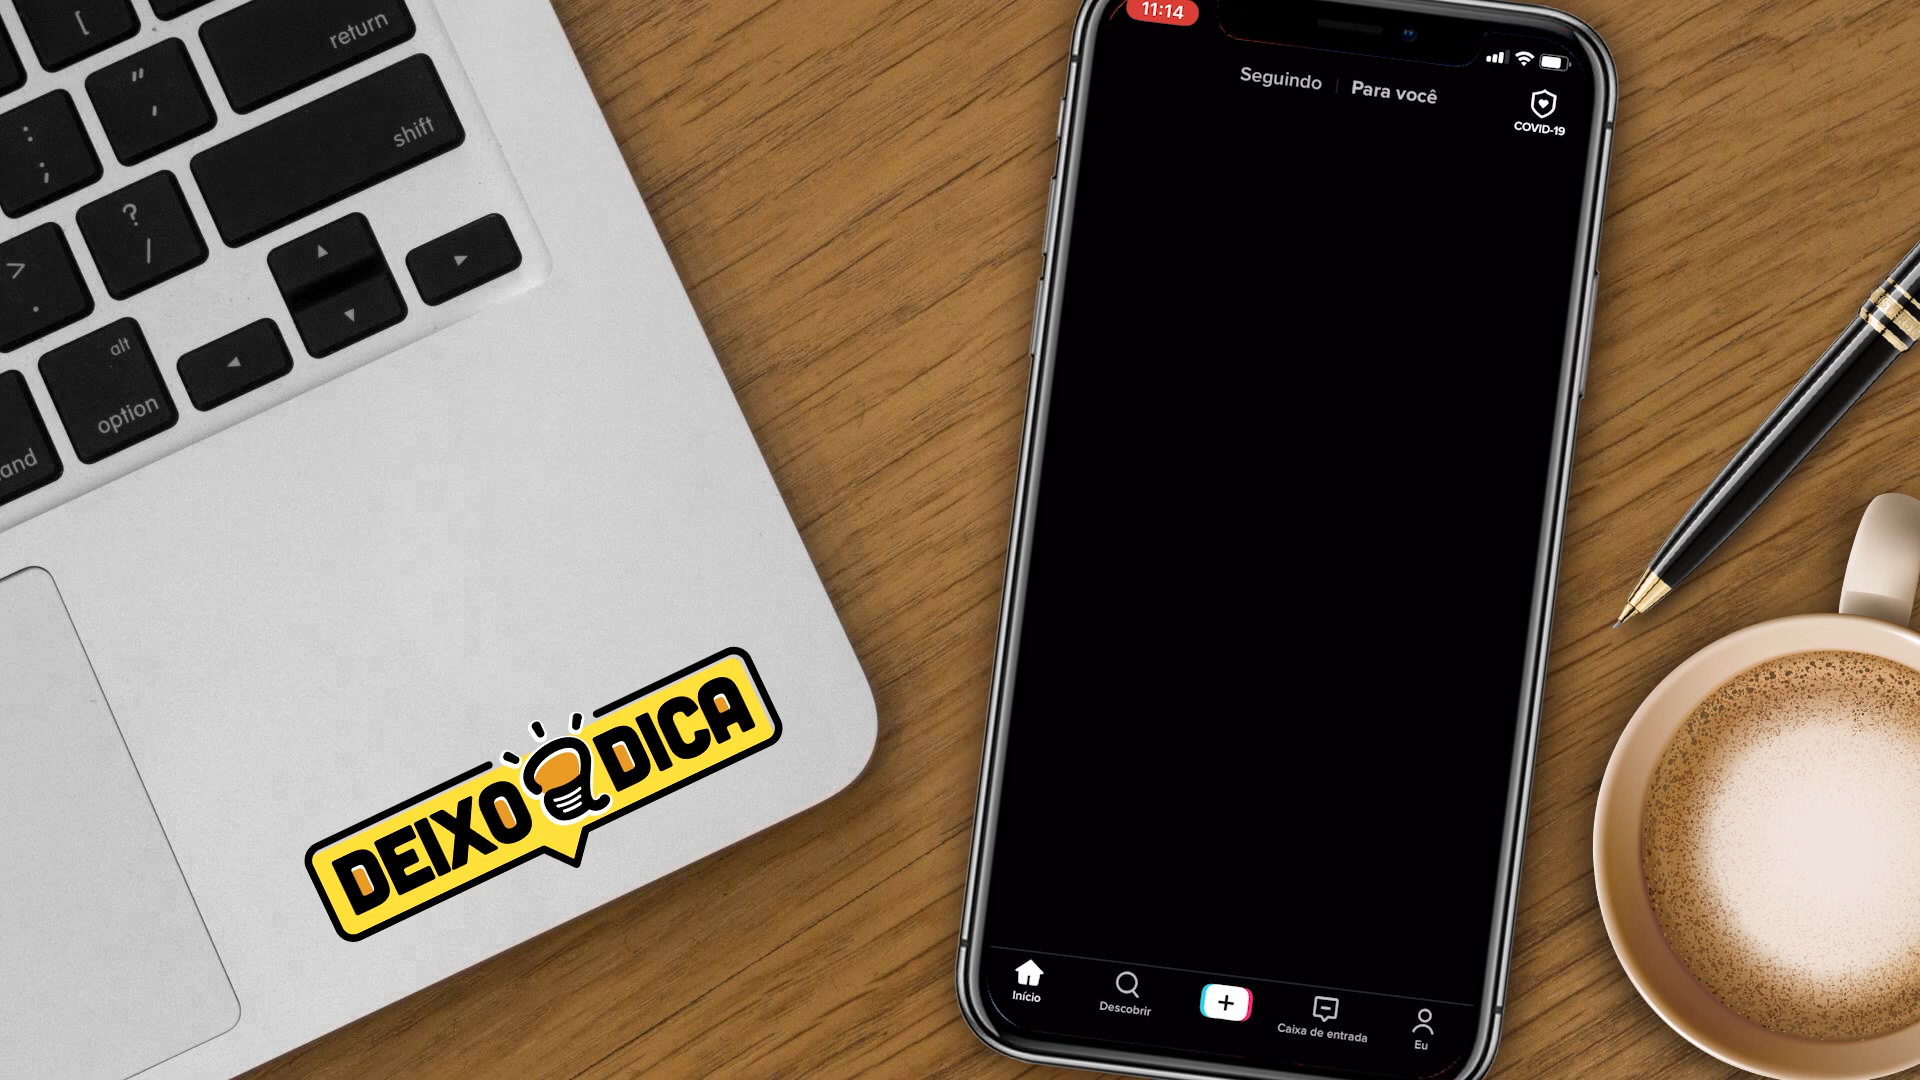 [
return
"
,
:
;
shift
?
/
>
.
alt
option
and
DEIXO DICA
11:14
Seguindo | Para você
COVID-19
Início
Descobrir
Caixa de entrada
Eu